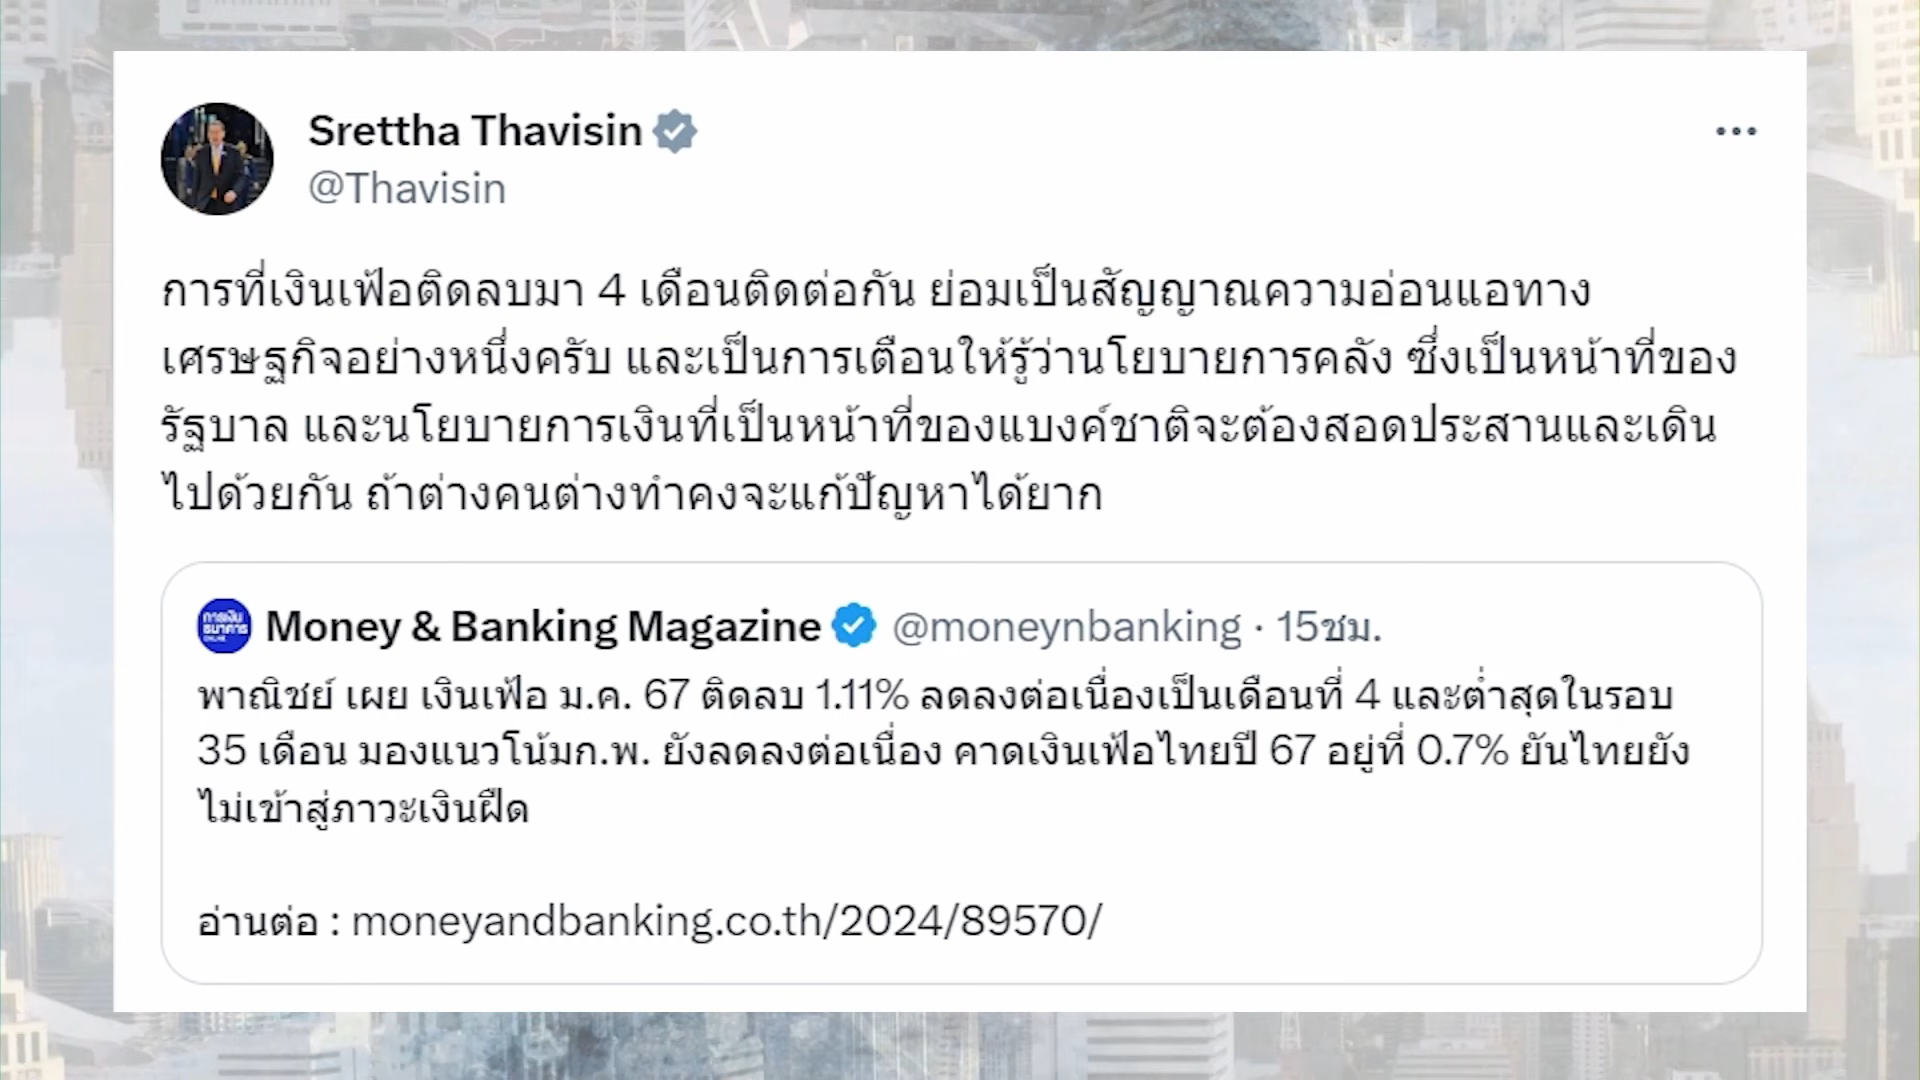 Srettha Thavisin
@Thavisin
การที่เงินเฟ้อติดลบมา 4 เดือนติดต่อกัน ย่อมเป็นสัญญาณความอ่อนแอทาง
เศรษฐกิจอย่างหนึ่งครับ และเป็นการเตือนให้รู้ว่านโยบายการคลัง ซึ่งเป็นหน้าที่ของ
รัฐบาล และนโยบายการเงินที่เป็นหน้าที่ของแบงค์ชาติจะต้องสอดประสานและเดิน
ไปด้วยกัน ถ้าต่างคนต่างทำคงจะแก้ปัญหาได้ยาก
การเงิน
ธนาคาร
ONLINE
Money & Banking Magazine @moneynbanking · 15ชม.
พาณิชย์ เผย เงินเฟ้อ ม.ค. 67 ติดลบ 1.11% ลดลงต่อเนื่องเป็นเดือนที่ 4 และต่ำสุดในรอบ
35 เดือน มองแนวโน้มก.พ. ยังลดลงต่อเนื่อง คาดเงินเฟ้อไทยปี 67 อยู่ที่ 0.7% ยันไทยยัง
ไม่เข้าสู่ภาวะเงินฝืด
อ่านต่อ : moneyandbanking.co.th/2024/89570/